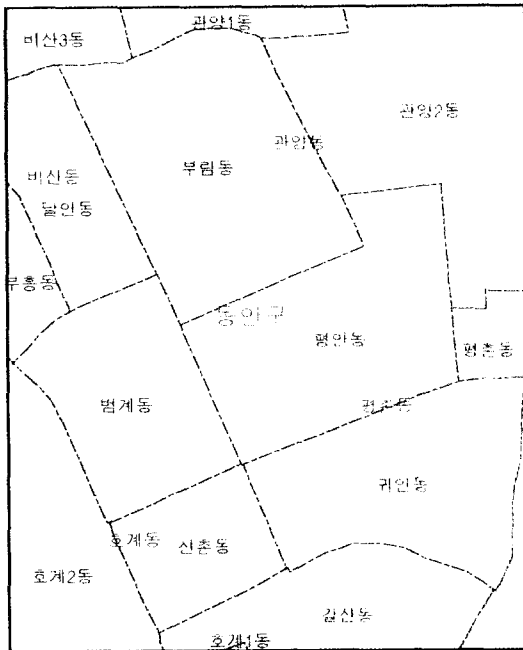 비산3동
관양1동
관양2동
관양동
부림동
비산동
달안동
부흥동
동안구
평안동
평촌동
범계동
평촌동
귀인동
호계동
신촌동
호계2동
갈산동
호계1동